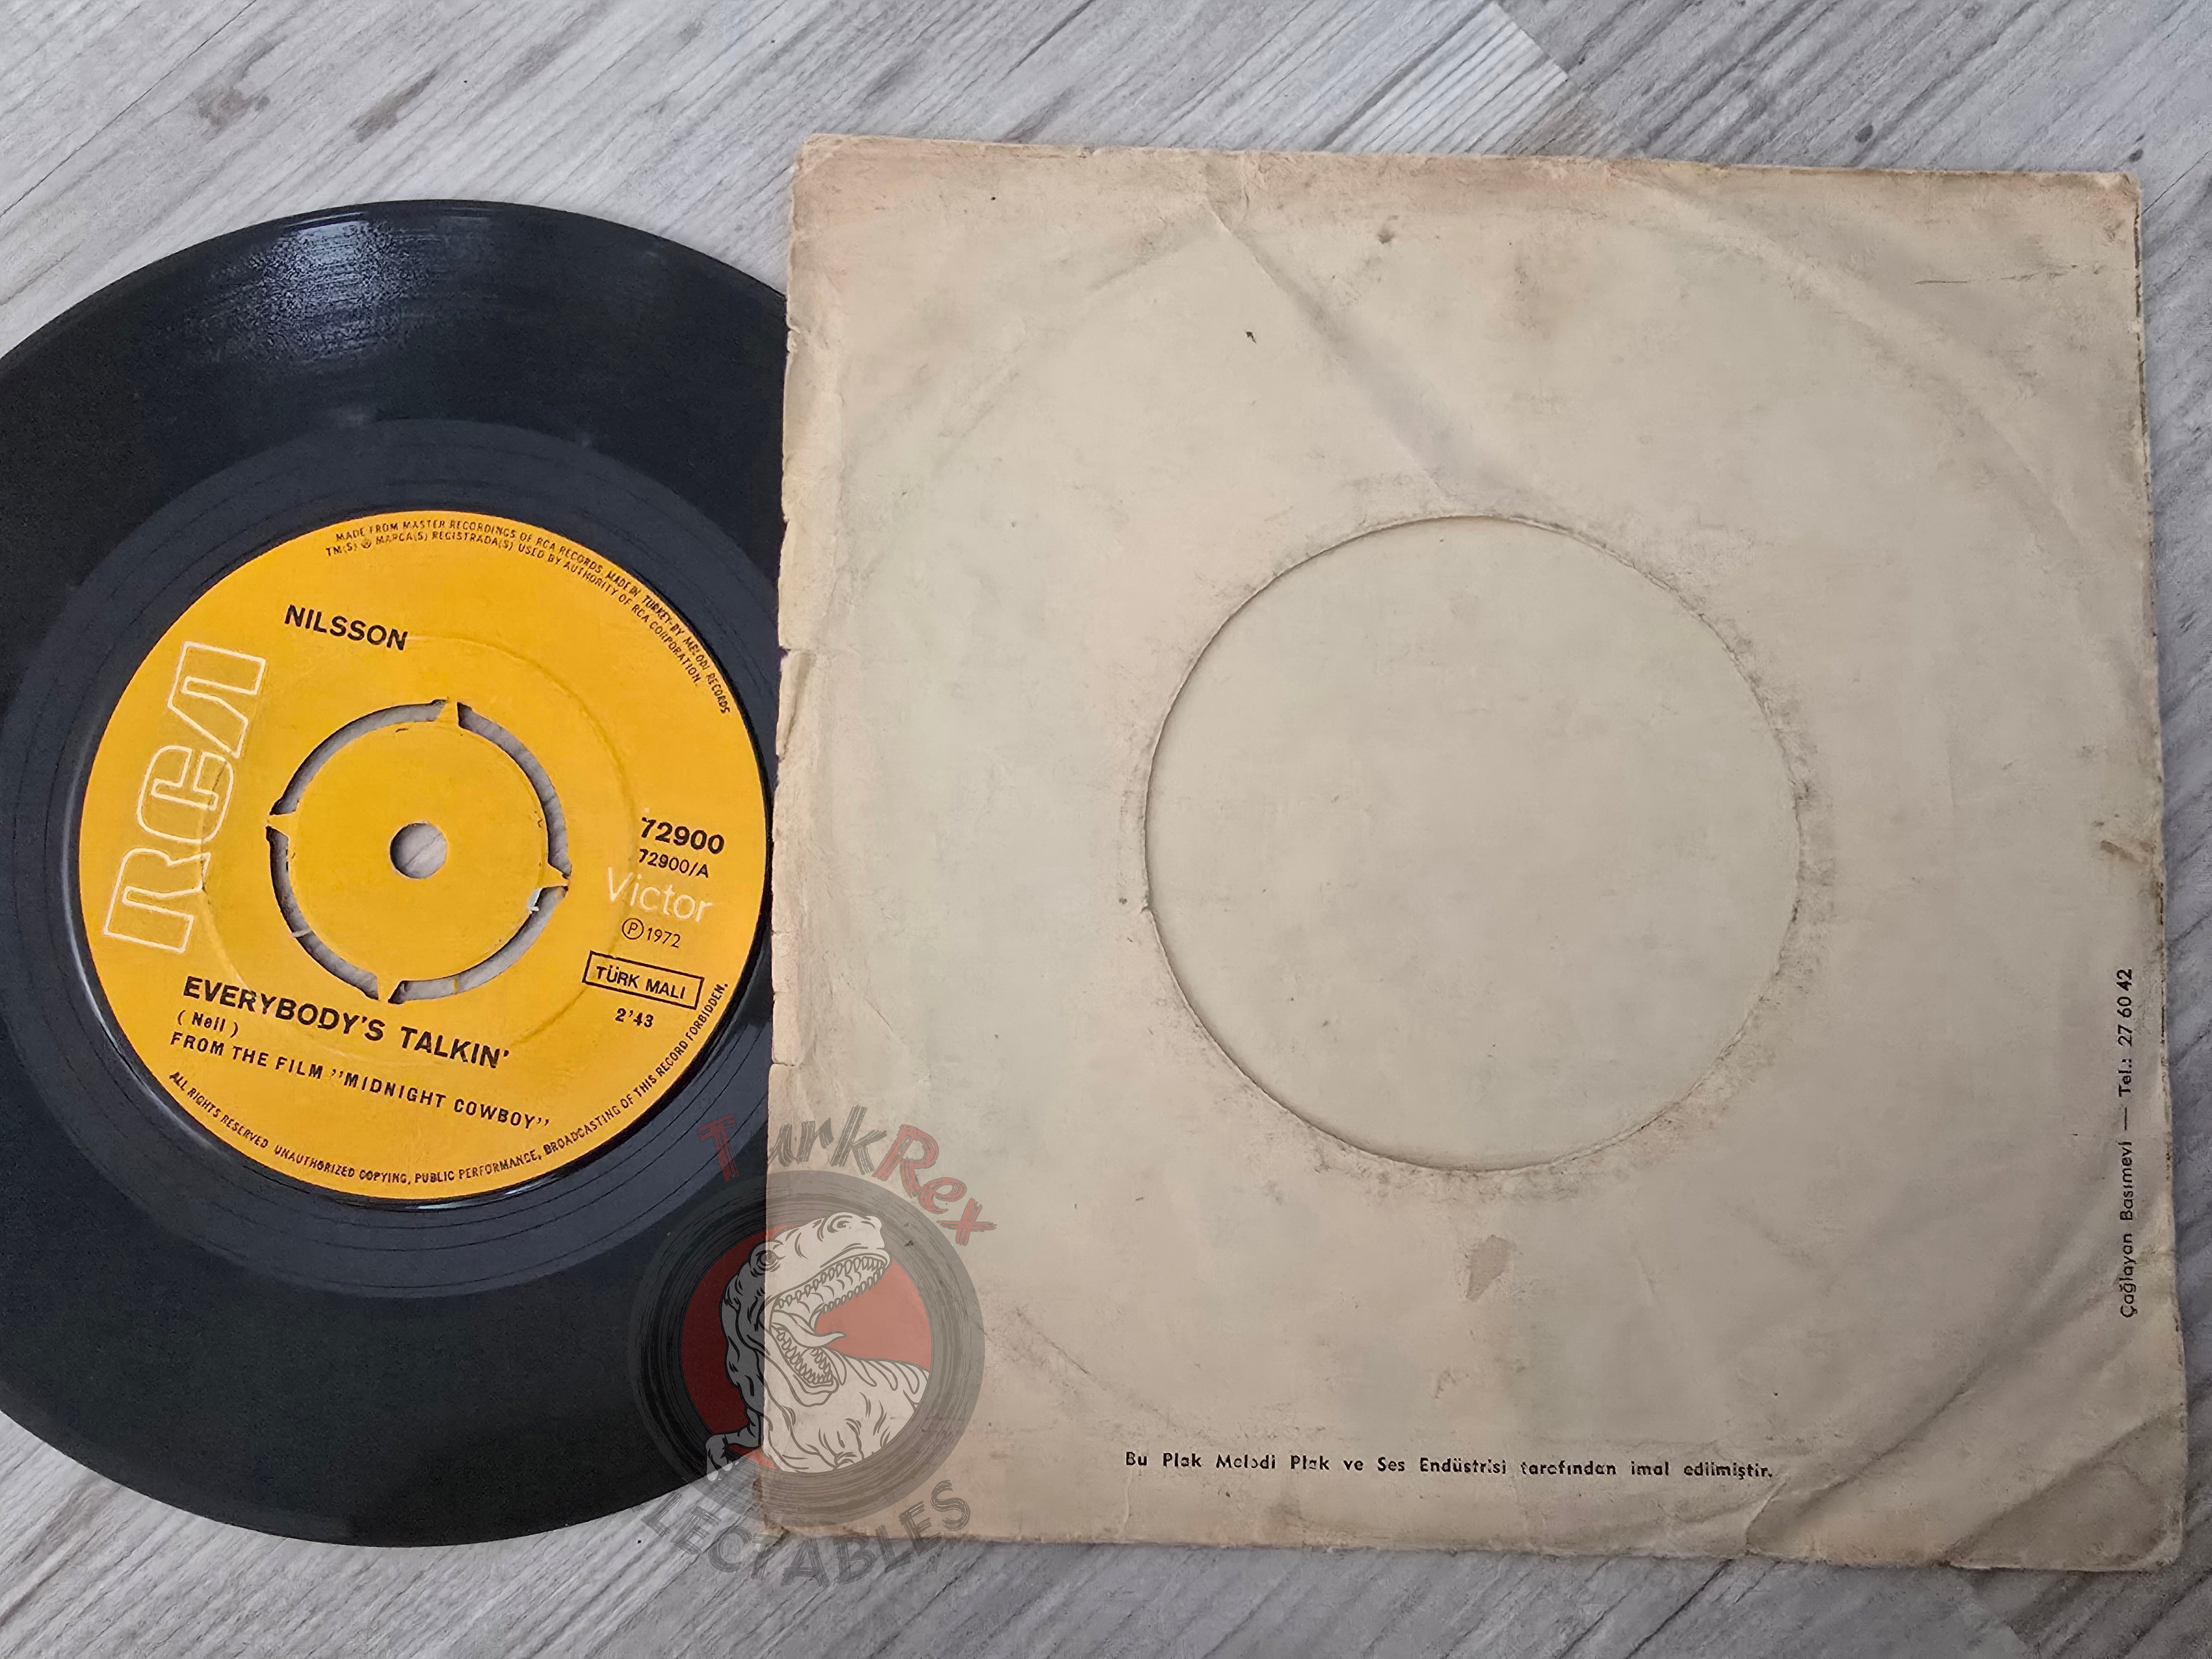 MADE FROM MASTER RECORDINGS OF RCA RECORDS, MADE IN TURKEY BY MELODI RECORDS
TM(S) ® MARCA(S) REGISTRADA(S) USED BY AUTHORITY OF RCA CORPORATION.
NILSSON
RCA
72900
72900/A
Victor
Ⓟ 1972
TÜRK MALI
2'43
EVERYBODY'S TALKIN'
( Neil )
FROM THE FILM ''MIDNIGHT COWBOY''
ALL RIGHTS RESERVED UNAUTHORIZED COPYING, PUBLIC PERFORMANCE, BROADCASTING OF THIS RECORD FORBIDDEN.
TurkRex
LECTABLES
Bu Plak Melodi Plak ve Ses Endüstrisi tarafından imal edilmiştir.
Çağlayan Basımevi — Tel.: 27 60 42